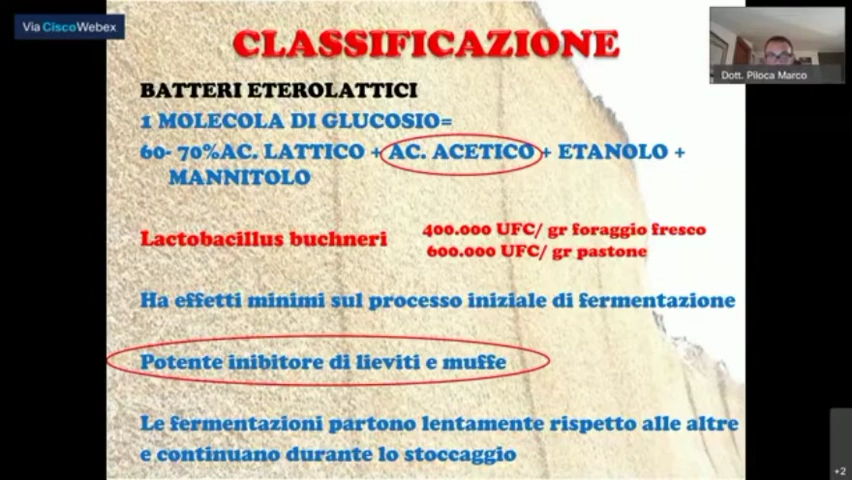 Via Cisco Webex
CLASSIFICAZIONE
Dott. Piloca Marco
BATTERI ETEROLATTICI
1 MOLECOLA DI GLUCOSIO=
60- 70%AC. LATTICO + AC. ACETICO + ETANOLO +
MANNITOLO
Lactobacillus buchneri
400.000 UFC/ gr foraggio fresco
600.000 UFC/ gr pastone
Ha effetti minimi sul processo iniziale di fermentazione
Potente inibitore di lieviti e muffe
Le fermentazioni partono lentamente rispetto alle altre
e continuano durante lo stoccaggio
+2